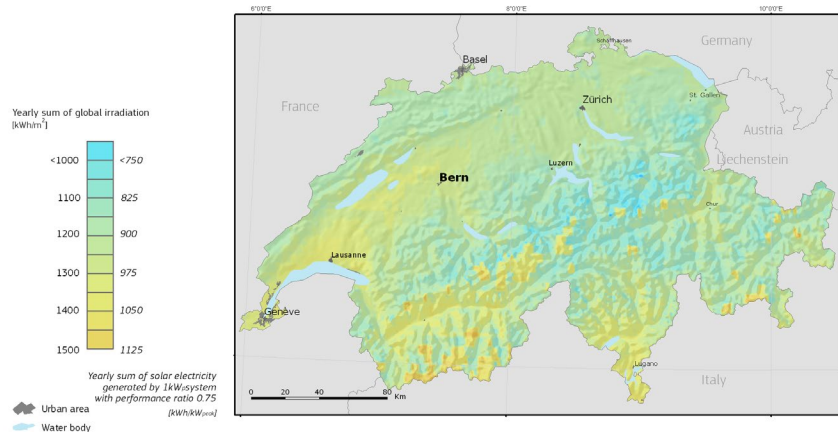 6°0'0"E 8°0'0"E 10°0'0"E
Germany
Schaffhausen
Basel
France
Zürich
St. Gallen
Austria
Liechenstein
Luzern
Bern
Chur
Lausanne
Genève
Lugano
Italy
Yearly sum of global irradiation
[kWh/m²]
<1000 <750
1100 825
1200 900
1300 975
1400 1050
1500 1125
Yearly sum of solar electricity
generated by 1kWp system
with performance ratio 0.75
[kWh/kWpeak]
Urban area
Water body
0 20 40 80
Km